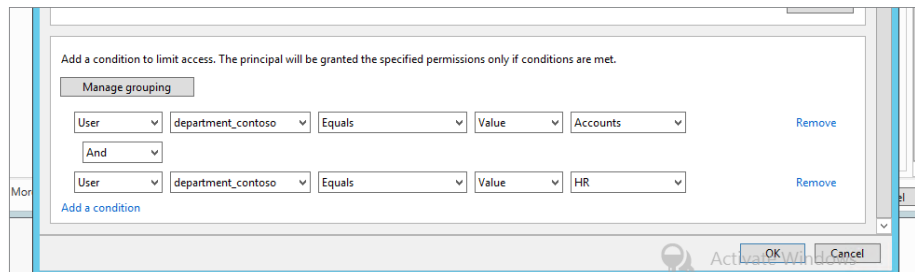 Add a condition to limit access. The principal will be granted the specified permissions only if conditions are met.
Manage grouping
User department_contoso Equals Value Accounts Remove
And
User department_contoso Equals Value HR Remove
Mor
el
Add a condition
OK Cancel
Activate Windows